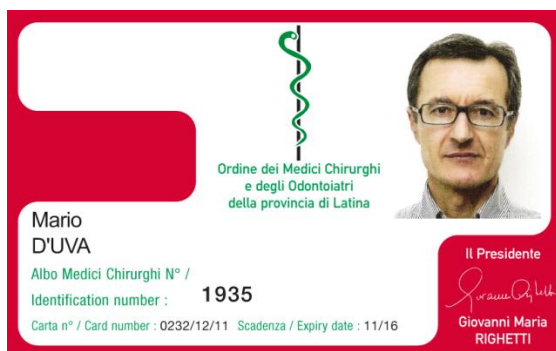 Ordine dei Medici Chirurghi
e degli Odontoiatri
della provincia di Latina
Mario
D'UVA
Albo Medici Chirurghi N° /
Identification number : 1935
Carta n° / Card number : 0232/12/11 Scadenza / Expiry date : 11/16
Il Presidente
Giovanni Maria
RIGHETTI